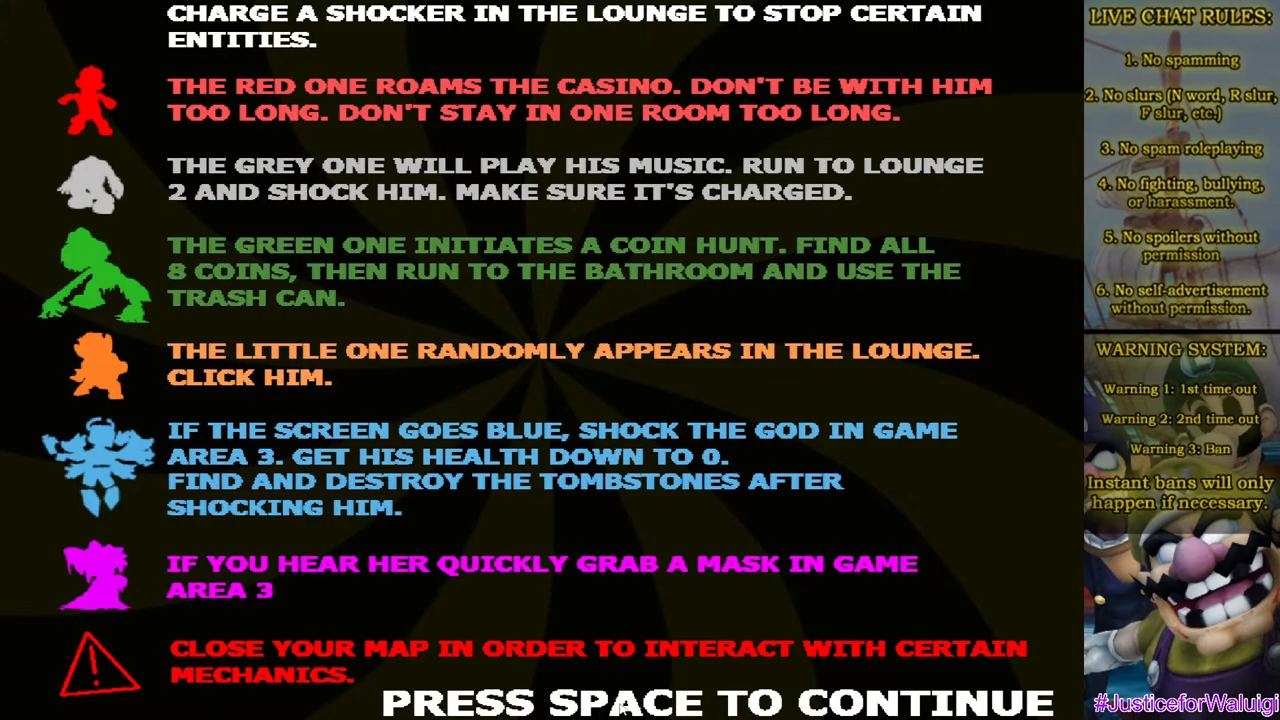 CHARGE A SHOCKER IN THE LOUNGE TO STOP CERTAIN
ENTITIES.
THE RED ONE ROAMS THE CASINO. DON'T BE WITH HIM
TOO LONG. DON'T STAY IN ONE ROOM TOO LONG.
THE GREY ONE WILL PLAY HIS MUSIC. RUN TO LOUNGE
2 AND SHOCK HIM. MAKE SURE IT'S CHARGED.
THE GREEN ONE INITIATES A COIN HUNT. FIND ALL
8 COINS, THEN RUN TO THE BATHROOM AND USE THE
TRASH CAN.
THE LITTLE ONE RANDOMLY APPEARS IN THE LOUNGE.
CLICK HIM.
IF THE SCREEN GOES BLUE, SHOCK THE GOD IN GAME
AREA 3. GET HIS HEALTH DOWN TO 0.
FIND AND DESTROY THE TOMBSTONES AFTER
SHOCKING HIM.
IF YOU HEAR HER QUICKLY GRAB A MASK IN GAME
AREA 3
CLOSE YOUR MAP IN ORDER TO INTERACT WITH CERTAIN
MECHANICS.
PRESS SPACE TO CONTINUE
LIVE CHAT RULES:
1. No spamming
2. No slurs (N word, R slur,
F slur, etc.)
3. No spam roleplaying
4. No fighting, bullying,
or harassment.
5. No spoilers without
permission
6. No self-advertisement
without permission.
WARNING SYSTEM:
Warning 1: 1st time out
Warning 2: 2nd time out
Warning 3: Ban
Instant bans will only
happen if necessary.
#JusticeforWaluigi